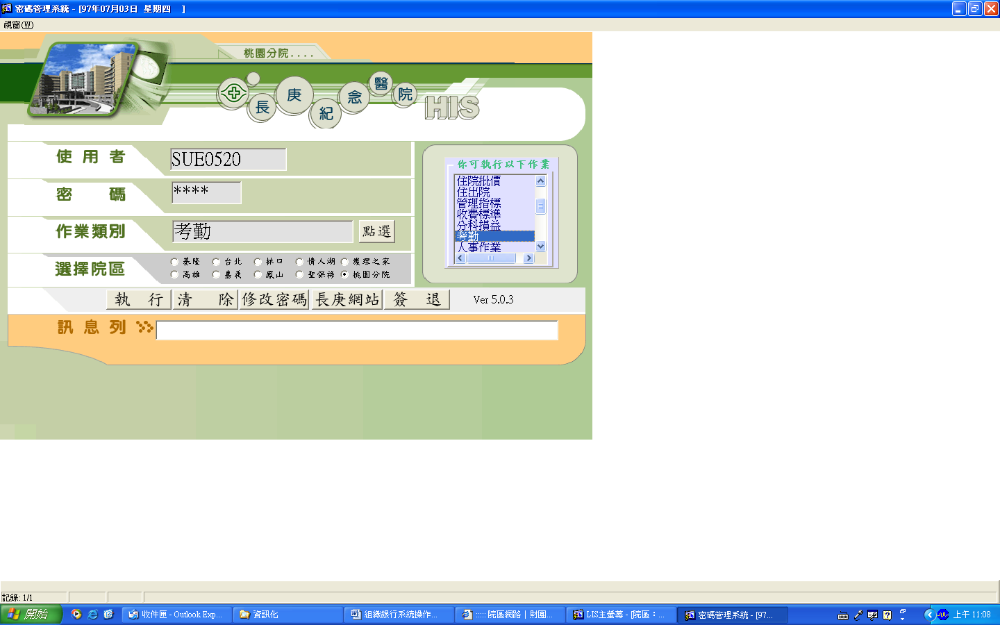 密碼管理系統 - [97年07月03日 星期四 ]
視窗(W)
桃園分院....
長庚紀念醫院 HIS
使用者 SUE0520
密碼 ****
作業類別 考勤 點選
選擇院區
基隆 台北 林口 情人湖 護理之家
高雄 嘉義 鳳山 聖保祿 桃園分院
你可執行以下作業
住院批價
住出院
管理指標
收費標準
分科損益
考勤
人事作業
執行 清除 修改密碼 長庚網站 簽退 Ver 5.0.3
訊息列
記錄: 1/1
開始 收件匣 - Outlook Exp... 資訊化 組織銀行系統操作... ::::: 院區網路 | 財團... LIS主螢幕 - [院區：... 密碼管理系統 - [97... 上午 11:08